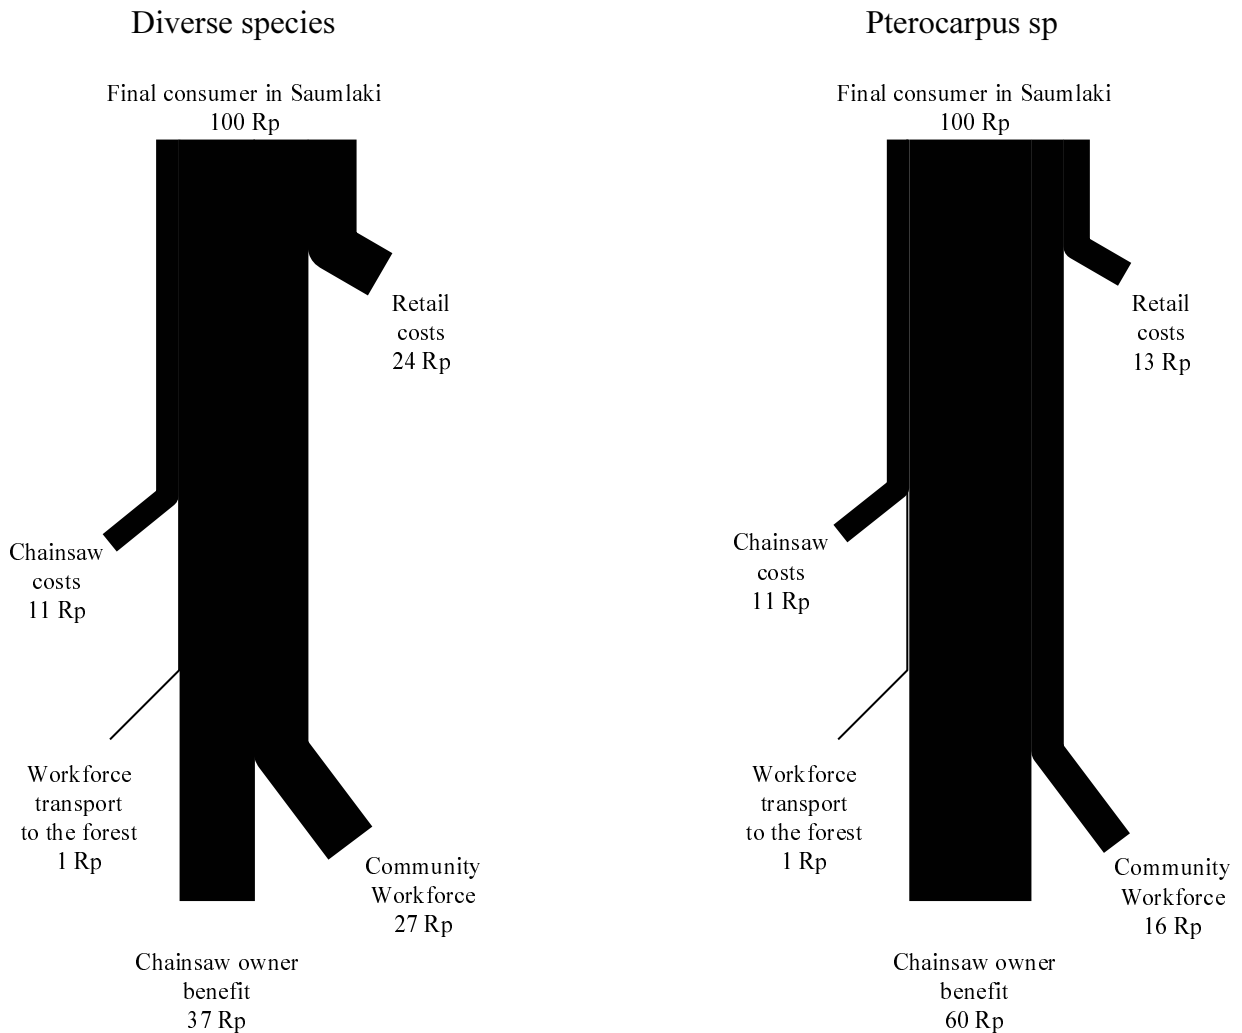 Diverse species
Final consumer in Saumlaki
100 Rp
Retail
costs
24 Rp
Chainsaw
costs
11 Rp
Workforce
transport
to the forest
1 Rp
Community
Workforce
27 Rp
Chainsaw owner
benefit
37 Rp
Pterocarpus sp
Final consumer in Saumlaki
100 Rp
Retail
costs
13 Rp
Chainsaw
costs
11 Rp
Workforce
transport
to the forest
1 Rp
Community
Workforce
16 Rp
Chainsaw owner
benefit
60 Rp